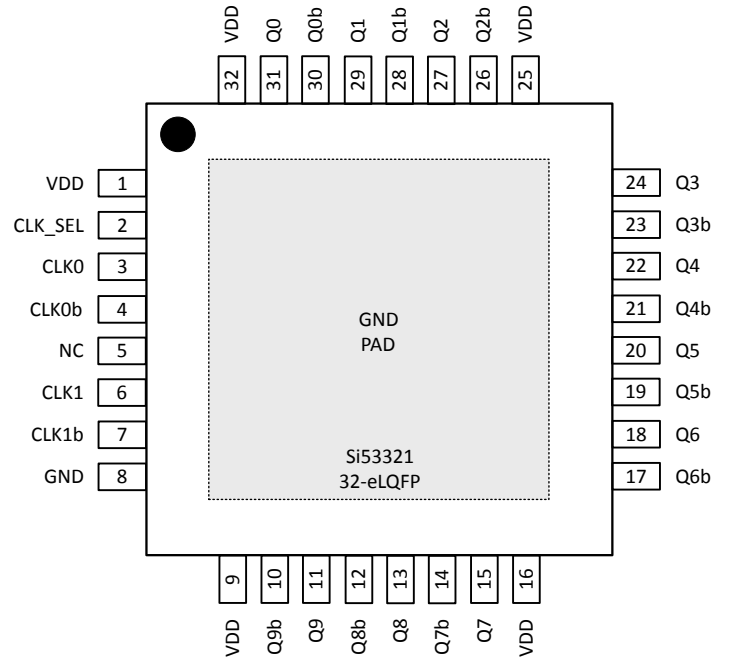 VDD Q0 Q0b Q1 Q1b Q2 Q2b VDD
32 31 30 29 28 27 26 25
VDD 1
CLK_SEL 2
CLK0 3
CLK0b 4
NC 5
CLK1 6
CLK1b 7
GND 8
GND
PAD
Si53321
32-eLQFP
24 Q3
23 Q3b
22 Q4
21 Q4b
20 Q5
19 Q5b
18 Q6
17 Q6b
9 10 11 12 13 14 15 16
VDD Q9b Q9 Q8b Q8 Q7b Q7 VDD